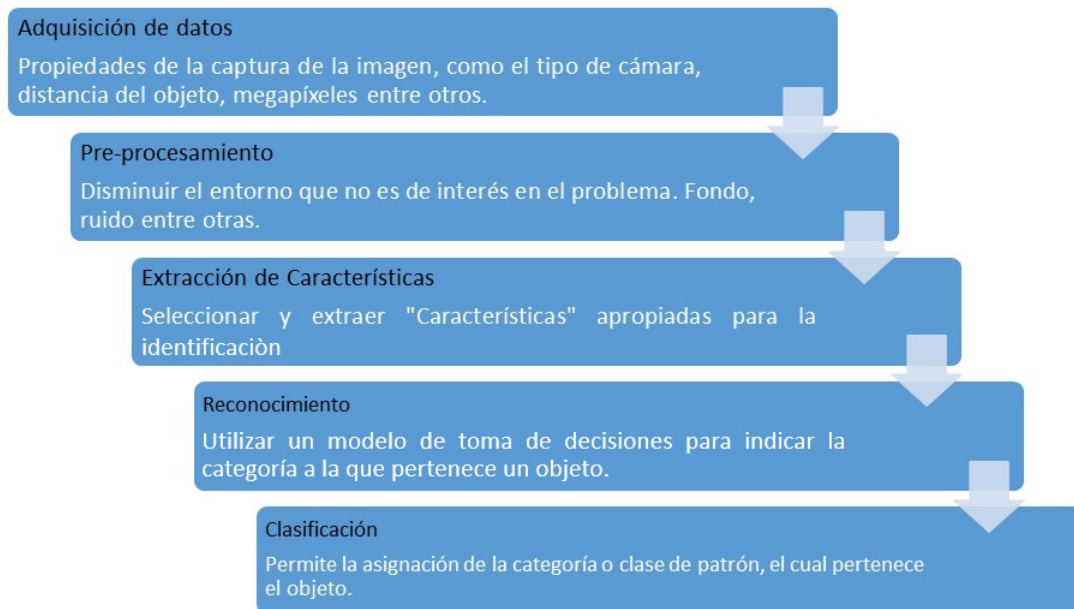 Adquisición de datos
Propiedades de la captura de la imagen, como el tipo de cámara,
distancia del objeto, megapíxeles entre otros.
Pre-procesamiento
Disminuir el entorno que no es de interés en el problema. Fondo,
ruido entre otras.
Extracción de Características
Seleccionar y extraer "Características" apropiadas para la
identificaciòn
Reconocimiento
Utilizar un modelo de toma de decisiones para indicar la
categoría a la que pertenece un objeto.
Clasificación
Permite la asignación de la categoría o clase de patrón, el cual pertenece
el objeto.